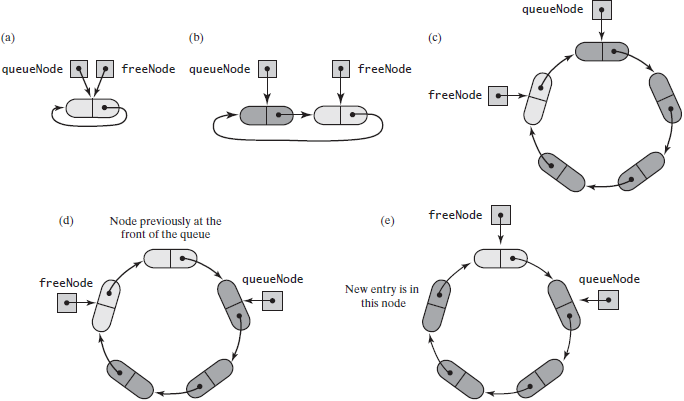 queueNode
(a)
(b)
(c)
queueNode
freeNode
queueNode
freeNode
freeNode
(d)
Node previously at the
front of the queue
(e)
freeNode
freeNode
queueNode
New entry is in
this node
queueNode